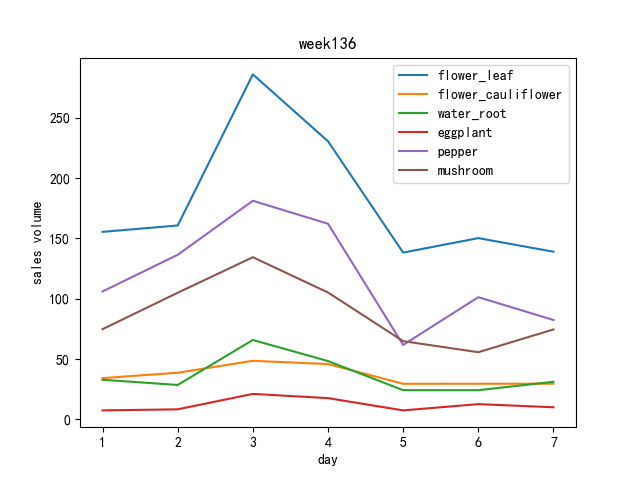 week136
flower_leaf
flower_cauliflower
water_root
eggplant
pepper
mushroom
sales volume
250
200
150
100
50
0
1 2 3 4 5 6 7
day